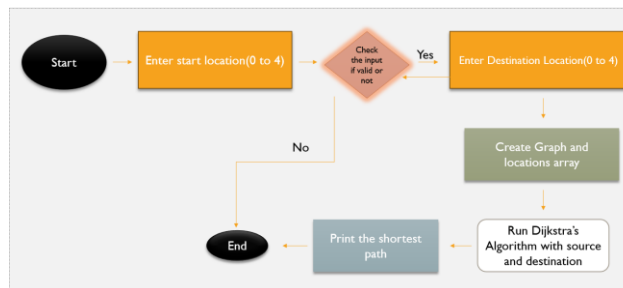 Start
Enter start location(0 to 4)
Check
the input
if valid or
not
Yes
Enter Destination Location(0 to 4)
No
Create Graph and
locations array
End
Print the shortest
path
Run Dijkstra's
Algorithm with source
and destination